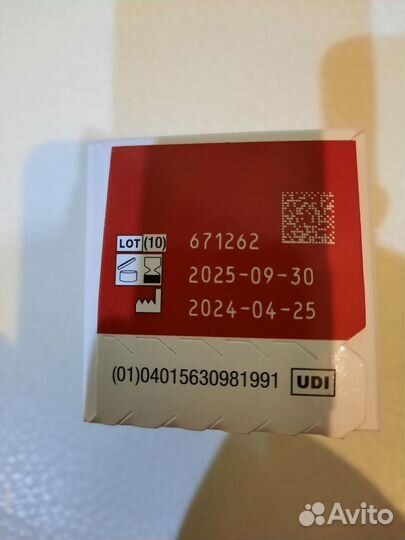 LOT (10) 671262
2025-09-30
2024-04-25
(01)04015630981991 UDI
Avito